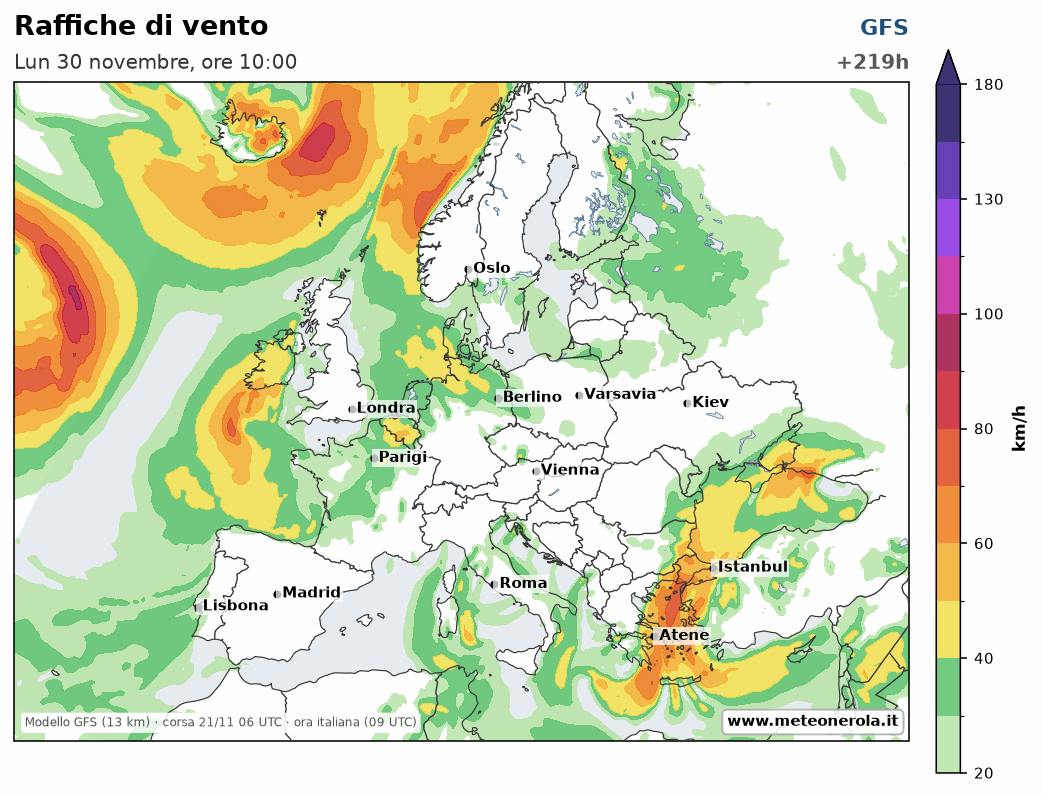 Raffiche di vento
GFS
Lun 30 novembre, ore 10:00
+219h
180
130
100
80
60
40
20
km/h
Oslo
Londra
Berlino
Varsavia
Kiev
Parigi
Vienna
Istanbul
Roma
Madrid
Lisbona
Atene
Modello GFS (13 km) · corsa 21/11 06 UTC · ora italiana (09 UTC)
www.meteonerola.it